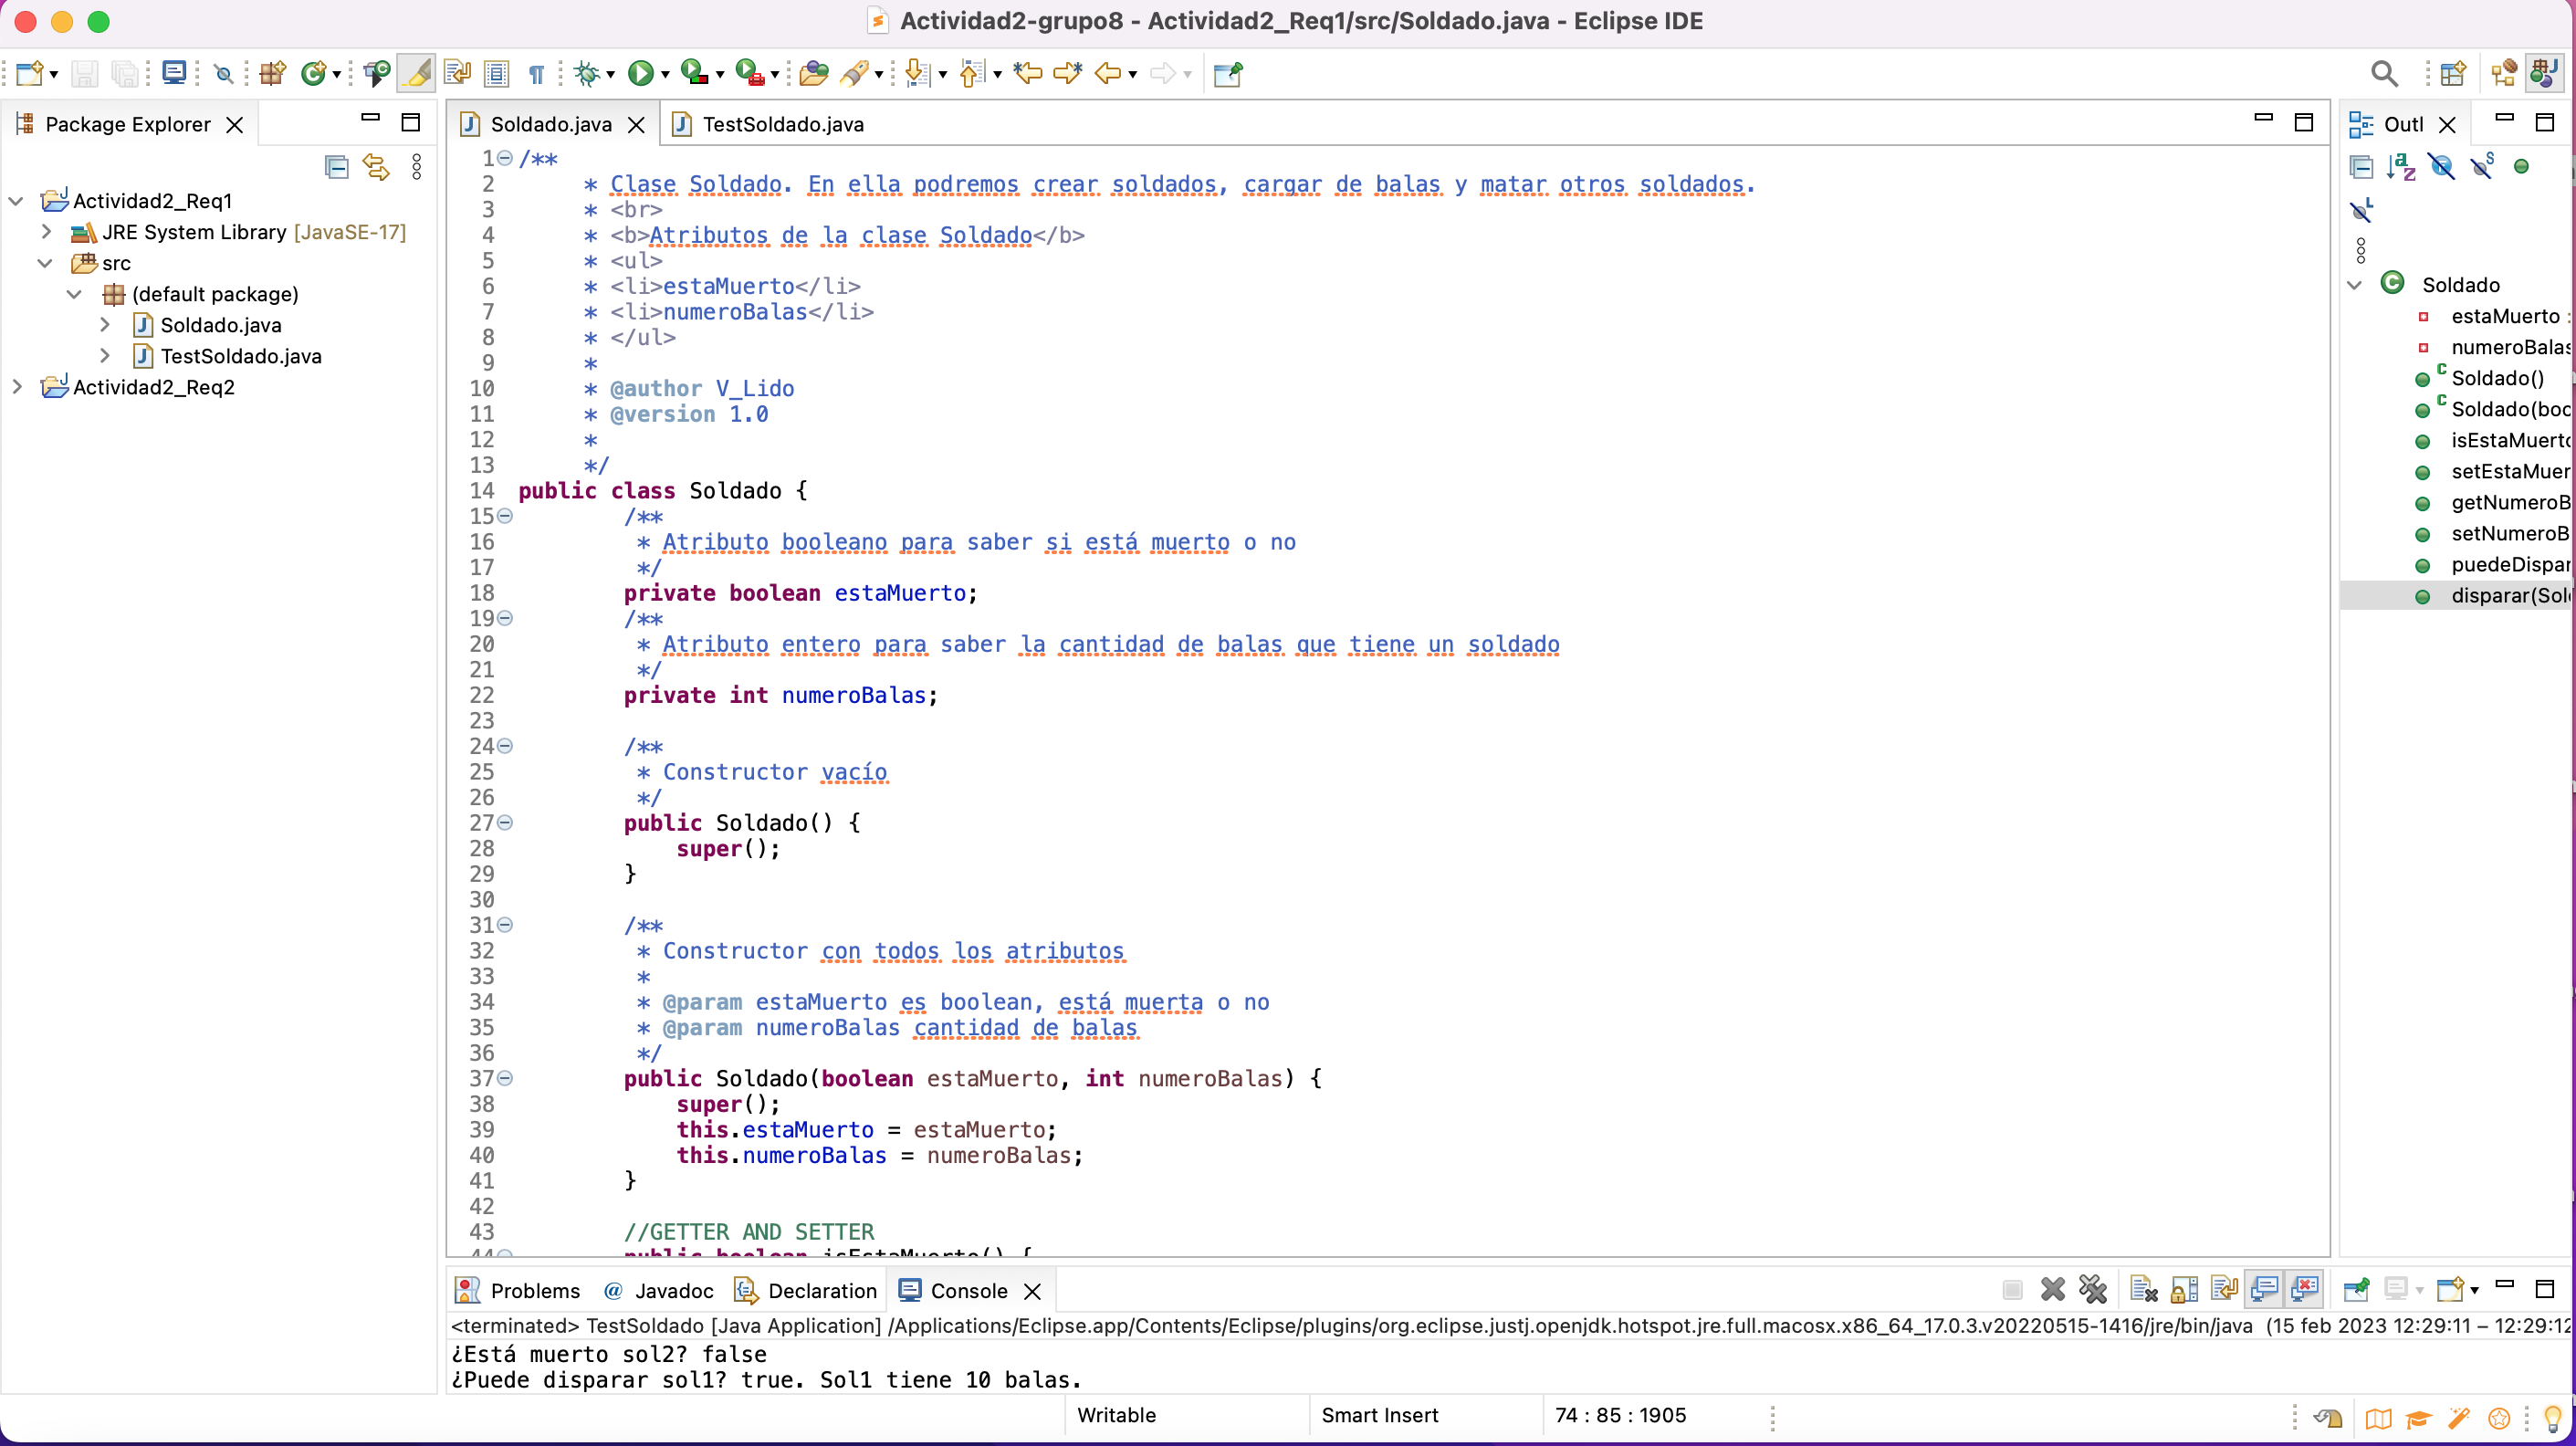 Actividad2-grupo8 - Actividad2_Req1/src/Soldado.java - Eclipse IDE
Package Explorer
Actividad2_Req1
JRE System Library [JavaSE-17]
src
(default package)
Soldado.java
TestSoldado.java
Actividad2_Req2
Soldado.java
TestSoldado.java
1 /**
2 * Clase Soldado. En ella podremos crear soldados, cargar de balas y matar otros soldados.
3 * <br>
4 * <b>Atributos de la clase Soldado</b>
5 * <ul>
6 * <li>estaMuerto</li>
7 * <li>numeroBalas</li>
8 * </ul>
9 *
10 * @author V_Lido
11 * @version 1.0
12 *
13 */
14 public class Soldado {
15 /**
16 * Atributo booleano para saber si está muerto o no
17 */
18 private boolean estaMuerto;
19 /**
20 * Atributo entero para saber la cantidad de balas que tiene un soldado
21 */
22 private int numeroBalas;
23
24 /**
25 * Constructor vacío
26 */
27 public Soldado() {
28 super();
29 }
30
31 /**
32 * Constructor con todos los atributos
33 *
34 * @param estaMuerto es boolean, está muerta o no
35 * @param numeroBalas cantidad de balas
36 */
37 public Soldado(boolean estaMuerto, int numeroBalas) {
38 super();
39 this.estaMuerto = estaMuerto;
40 this.numeroBalas = numeroBalas;
41 }
42
43 //GETTER AND SETTER
44 public boolean isEstaMuerto() {
Outl
Soldado
estaMuerto :
numeroBalas
Soldado()
Soldado(boo
isEstaMuerto
setEstaMuer
getNumeroB
setNumeroB
puedeDispar
disparar(Sol
Problems
@ Javadoc
Declaration
Console
<terminated> TestSoldado [Java Application] /Applications/Eclipse.app/Contents/Eclipse/plugins/org.eclipse.justj.openjdk.hotspot.jre.full.macosx.x86_64_17.0.3.v20220515-1416/jre/bin/java (15 feb 2023 12:29:11 – 12:29:12
¿Está muerto sol2? false
¿Puede disparar sol1? true. Sol1 tiene 10 balas.
Writable
Smart Insert
74 : 85 : 1905